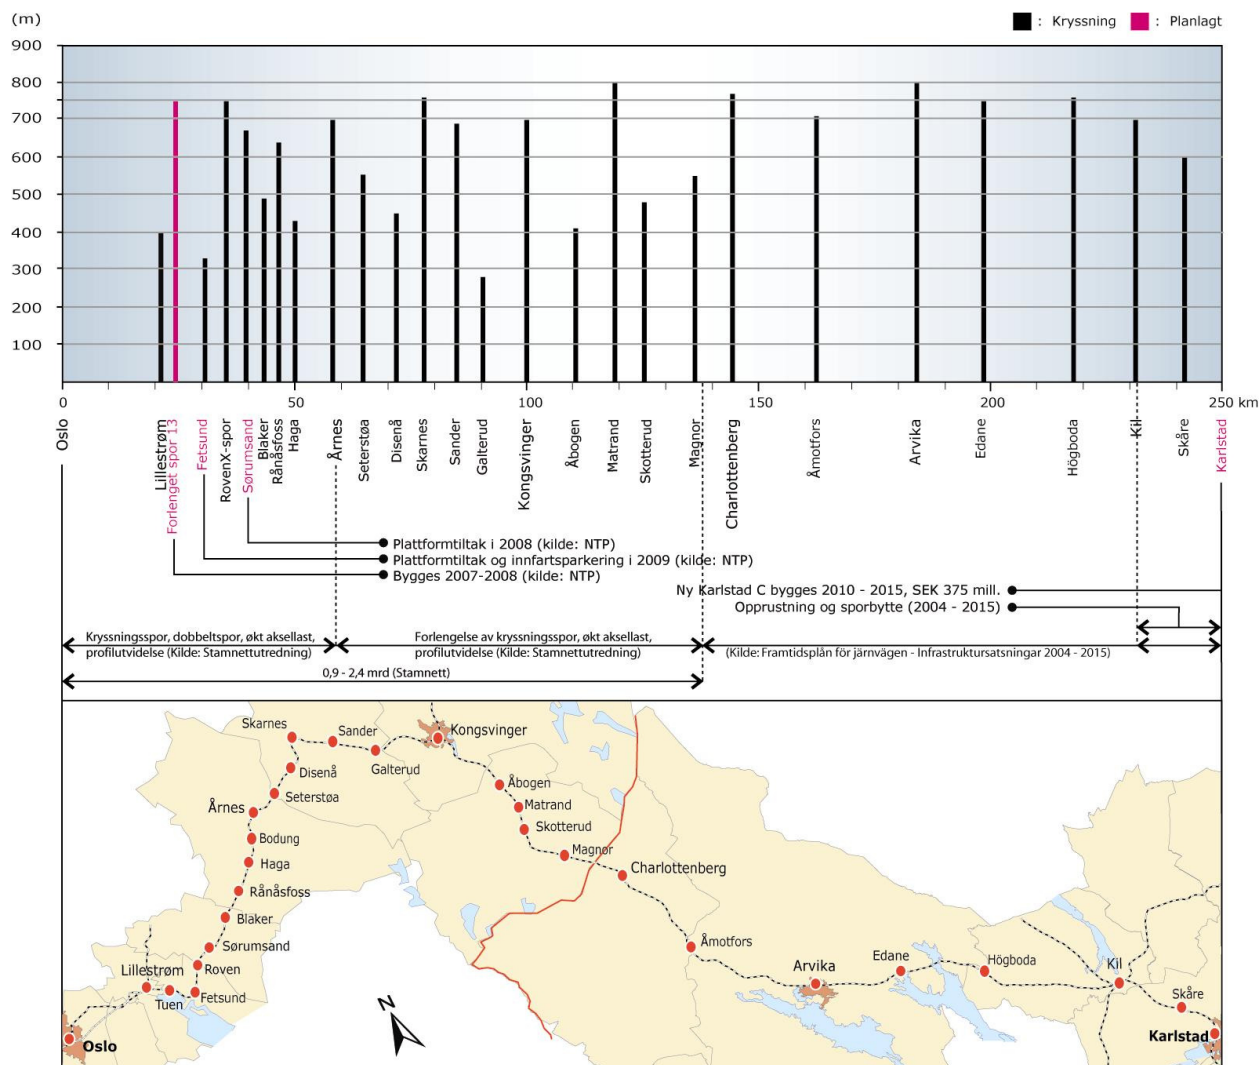 (m)
: Kryssning
: Planlagt
900
800
700
600
500
400
300
200
100
0
50
100
150
200
250 km
Oslo
Lillestrøm
Forlenget spor 13
Fetsund
RovenX-spor
Sørumsand
Blaker
Rånåsfoss
Haga
Årnes
Seterstøa
Disenå
Skarnes
Sander
Galterud
Kongsvinger
Åbogen
Matrand
Skotterud
Magnor
Charlottenberg
Åmotfors
Arvika
Edane
Högboda
Kil
Skåre
Karlstad
Plattformtiltak i 2008 (kilde: NTP)
Plattformtiltak og innfartsparkering i 2009 (kilde: NTP)
Bygges 2007-2008 (kilde: NTP)
Ny Karlstad C bygges 2010 - 2015, SEK 375 mill.
Opprustning og sporbytte (2004 - 2015)
Kryssningsspor, dobbeltspor, økt aksellast,
profilutvidelse (Kilde: Stamnettutredning)
Forlengelse av kryssningsspor, økt aksellast,
profilutvidelse (Kilde: Stamnettutredning)
(Kilde: Framtidsplån för järnvägen - Infrastruktursatsningar 2004 - 2015)
0,9 - 2,4 mrd (Stamnett)
Skarnes
Sander
Kongsvinger
Galterud
Disenå
Seterstøa
Årnes
Åbogen
Matrand
Skotterud
Bodung
Haga
Magnor
Charlottenberg
Rånåsfoss
Blaker
Sørumsand
Åmotfors
Roven
Lillestrøm
Tuen
Fetsund
Arvika
Edane
Högboda
Kil
Skåre
N
Oslo
Karlstad